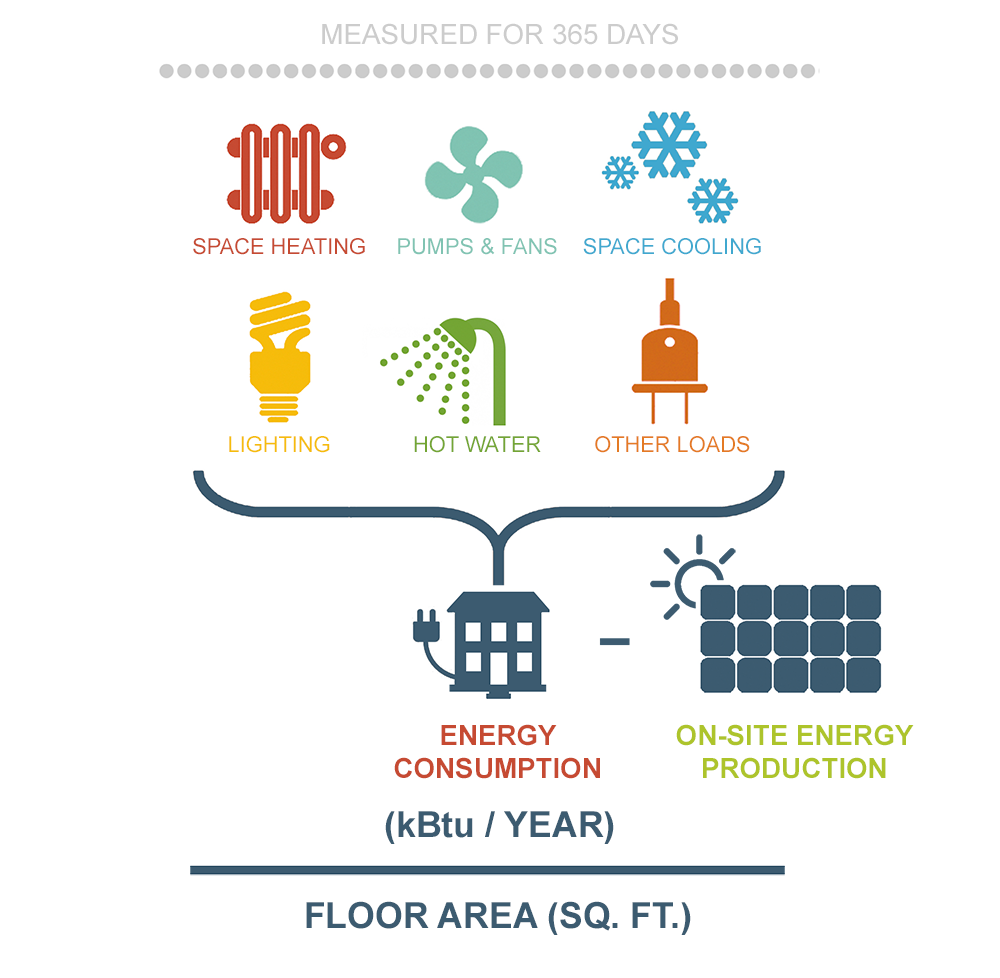 MEASURED FOR 365 DAYS
SPACE HEATING
PUMPS & FANS
SPACE COOLING
LIGHTING
HOT WATER
OTHER LOADS
ENERGY
CONSUMPTION
ON-SITE ENERGY
PRODUCTION
(kBtu / YEAR)
FLOOR AREA (SQ. FT.)